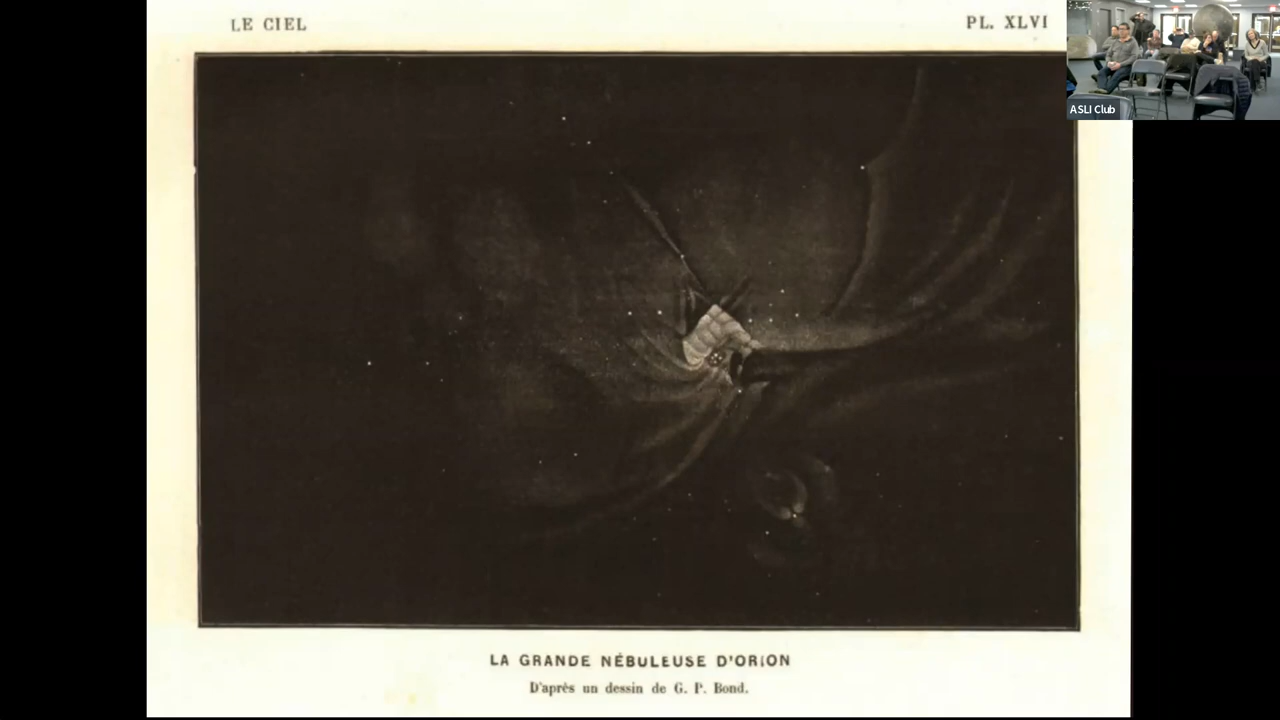 LE CIEL
PL. XLVI
ASLI Club
LA GRANDE NÉBULEUSE D'ORION
D'après un dessin de G. P. Bond.